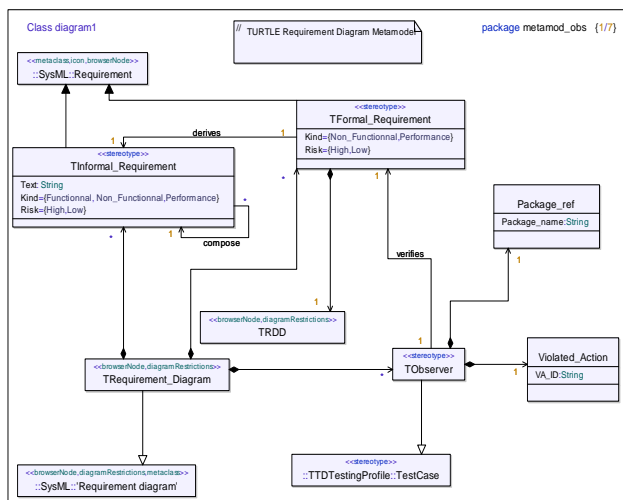 Class diagram1
package metamod_obs {1/7}
// TURTLE Requirement Diagram Metamodel
<<metaclass,icon,browserNode>>
::SysML::Requirement
<<stereotype>>
TFormal_Requirement
Kind={Non_Functionnal,Performance}
Risk={High,Low}
derives
1
1
<<stereotype>>
TInformal_Requirement
Text: String
Kind={Functionnal, Non_Functionnal,Performance}
Risk={High,Low}
*
1
compose
*
*
1
Package_ref
Package_name:String
1
verifies
1
1
<<browserNode,diagramRestrictions>>
TRDD
<<browserNode,diagramRestrictions>>
TRequirement_Diagram
*
<<stereotype>>
TObserver
1
Violated_Action
VA_ID:String
<<browserNode,diagramRestrictions,metaclass>>
::SysML::'Requirement diagram'
<<stereotype>>
::TTDTestingProfile::TestCase